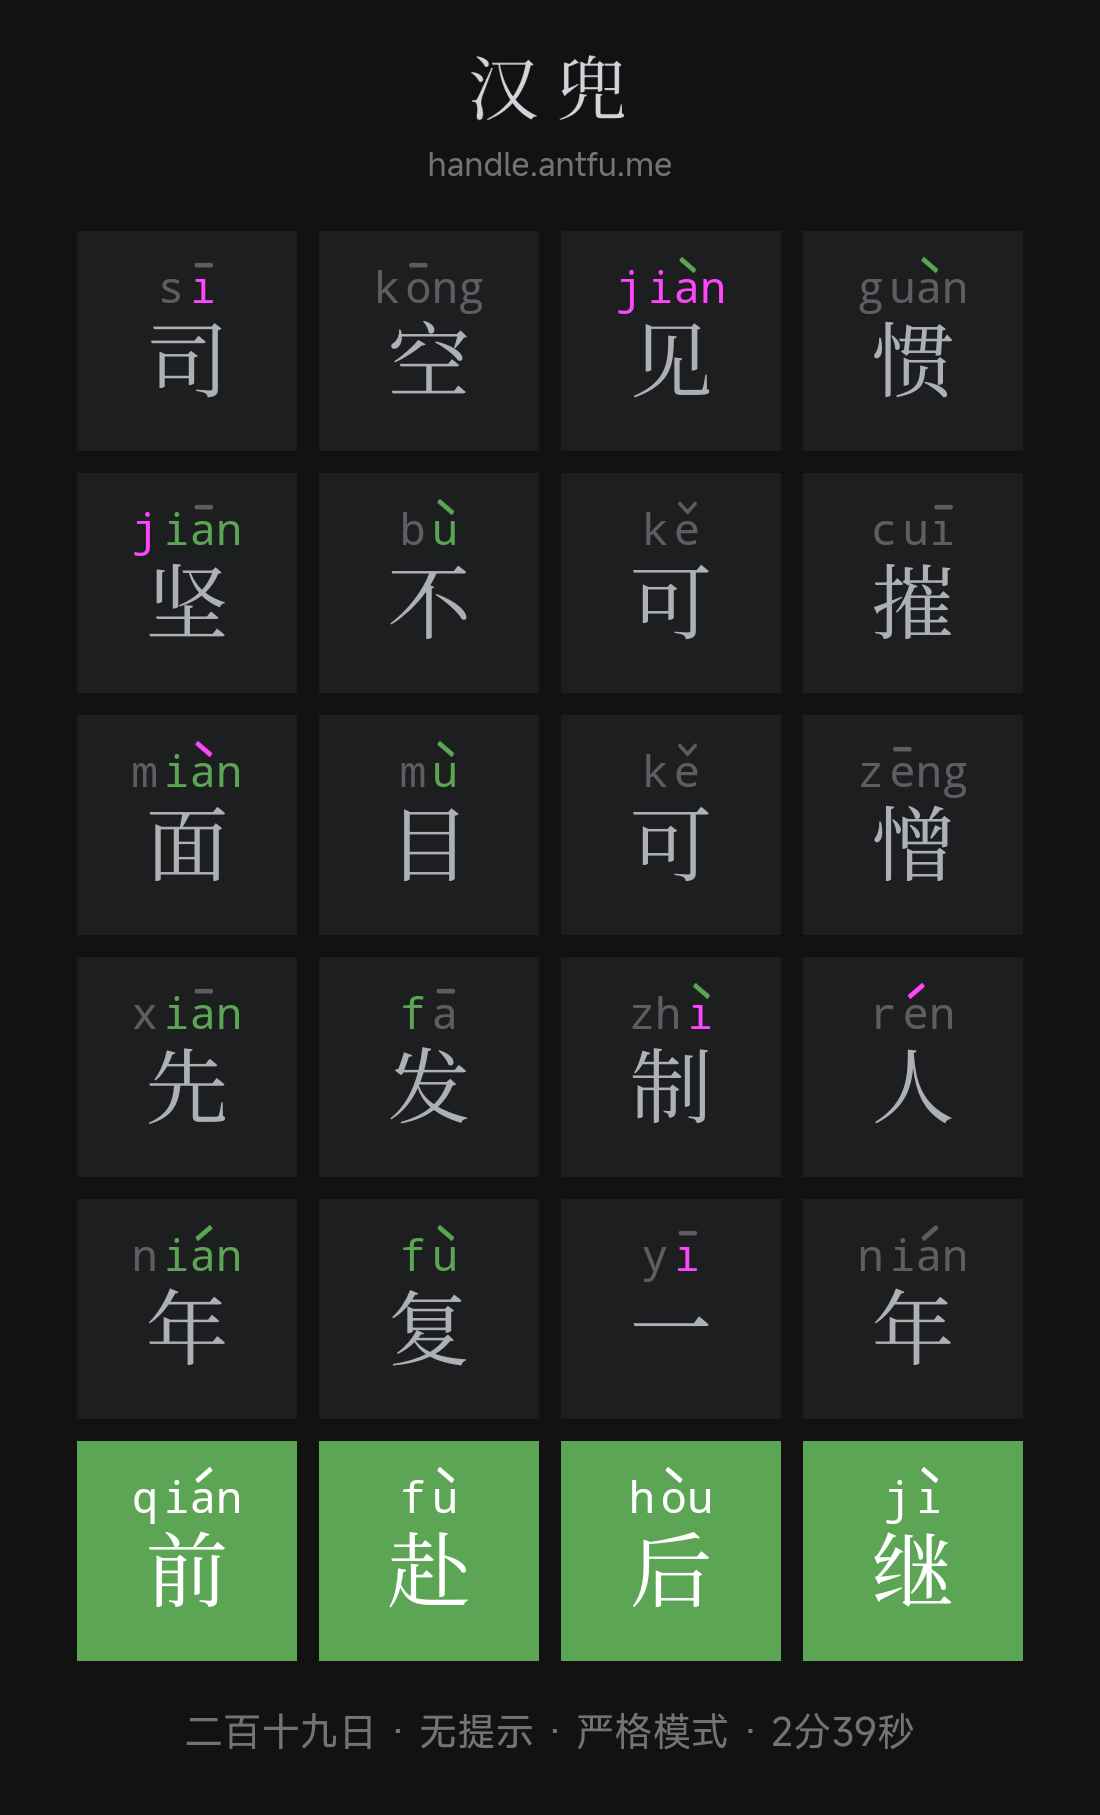 汉兜
handle.antfu.me
sī kōng jiàn guàn
司 空 见 惯
jiān bù kě cuī
坚 不 可 摧
miàn mù kě zēng
面 目 可 憎
xiān fā zhì rén
先 发 制 人
nián fù yī nián
年 复 一 年
qián fù hòu jì
前 赴 后 继
二百十九日 · 无提示 · 严格模式 · 2分39秒